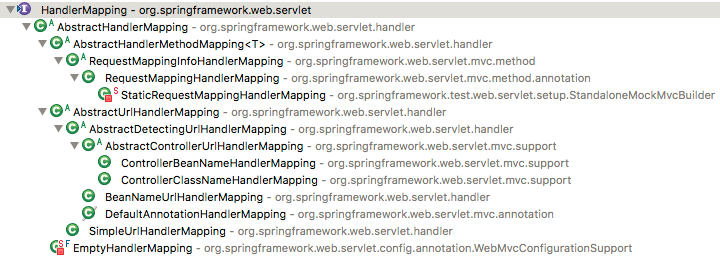 HandlerMapping - org.springframework.web.servlet
AbstractHandlerMapping - org.springframework.web.servlet.handler
AbstractHandlerMethodMapping<T> - org.springframework.web.servlet.handler
RequestMappingInfoHandlerMapping - org.springframework.web.servlet.mvc.method
RequestMappingHandlerMapping - org.springframework.web.servlet.mvc.method.annotation
StaticRequestMappingHandlerMapping - org.springframework.test.web.servlet.setup.StandaloneMockMvcBuilder
AbstractUrlHandlerMapping - org.springframework.web.servlet.handler
AbstractDetectingUrlHandlerMapping - org.springframework.web.servlet.handler
AbstractControllerUrlHandlerMapping - org.springframework.web.servlet.mvc.support
ControllerBeanNameHandlerMapping - org.springframework.web.servlet.mvc.support
ControllerClassNameHandlerMapping - org.springframework.web.servlet.mvc.support
BeanNameUrlHandlerMapping - org.springframework.web.servlet.handler
DefaultAnnotationHandlerMapping - org.springframework.web.servlet.mvc.annotation
SimpleUrlHandlerMapping - org.springframework.web.servlet.handler
EmptyHandlerMapping - org.springframework.web.servlet.config.annotation.WebMvcConfigurationSupport